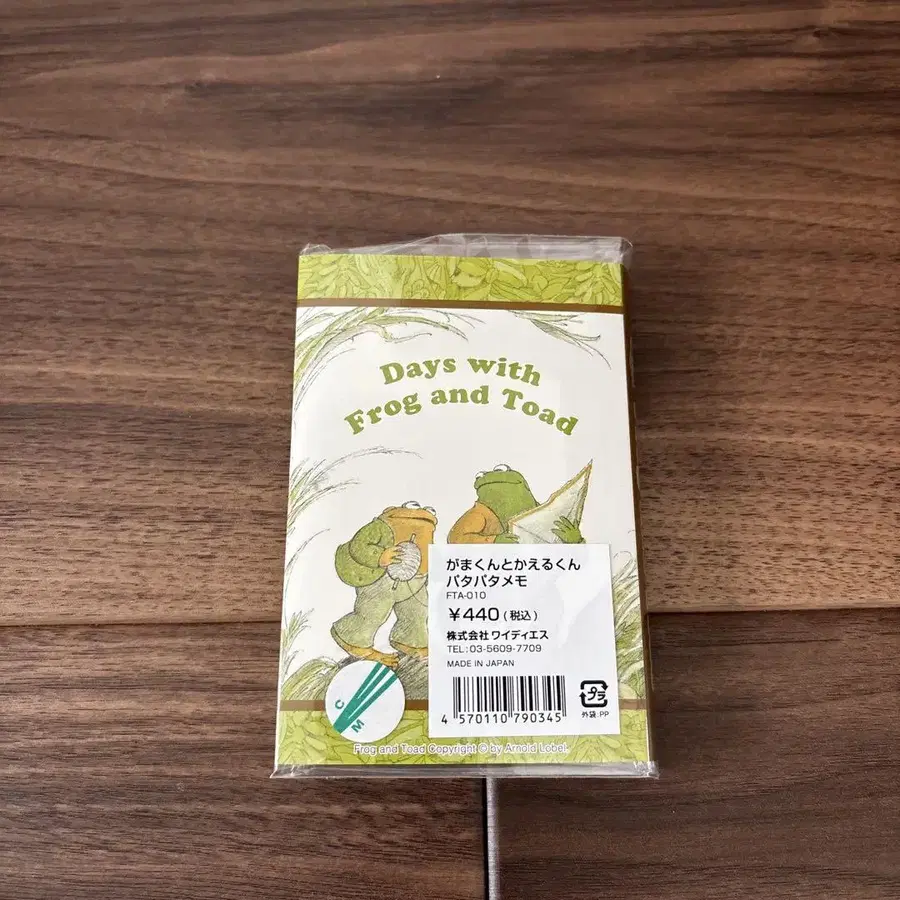 Days with
Frog and Toad
がまくんとかえるくん
パタパタメモ
FTA-010
￥440（税込）
株式会社ワイディエス
TEL:03-5609-7709
MADE IN JAPAN
4 570110 790345
プラ
外袋:PP
C
M
Frog and Toad Copyright © by Arnold Lobel.